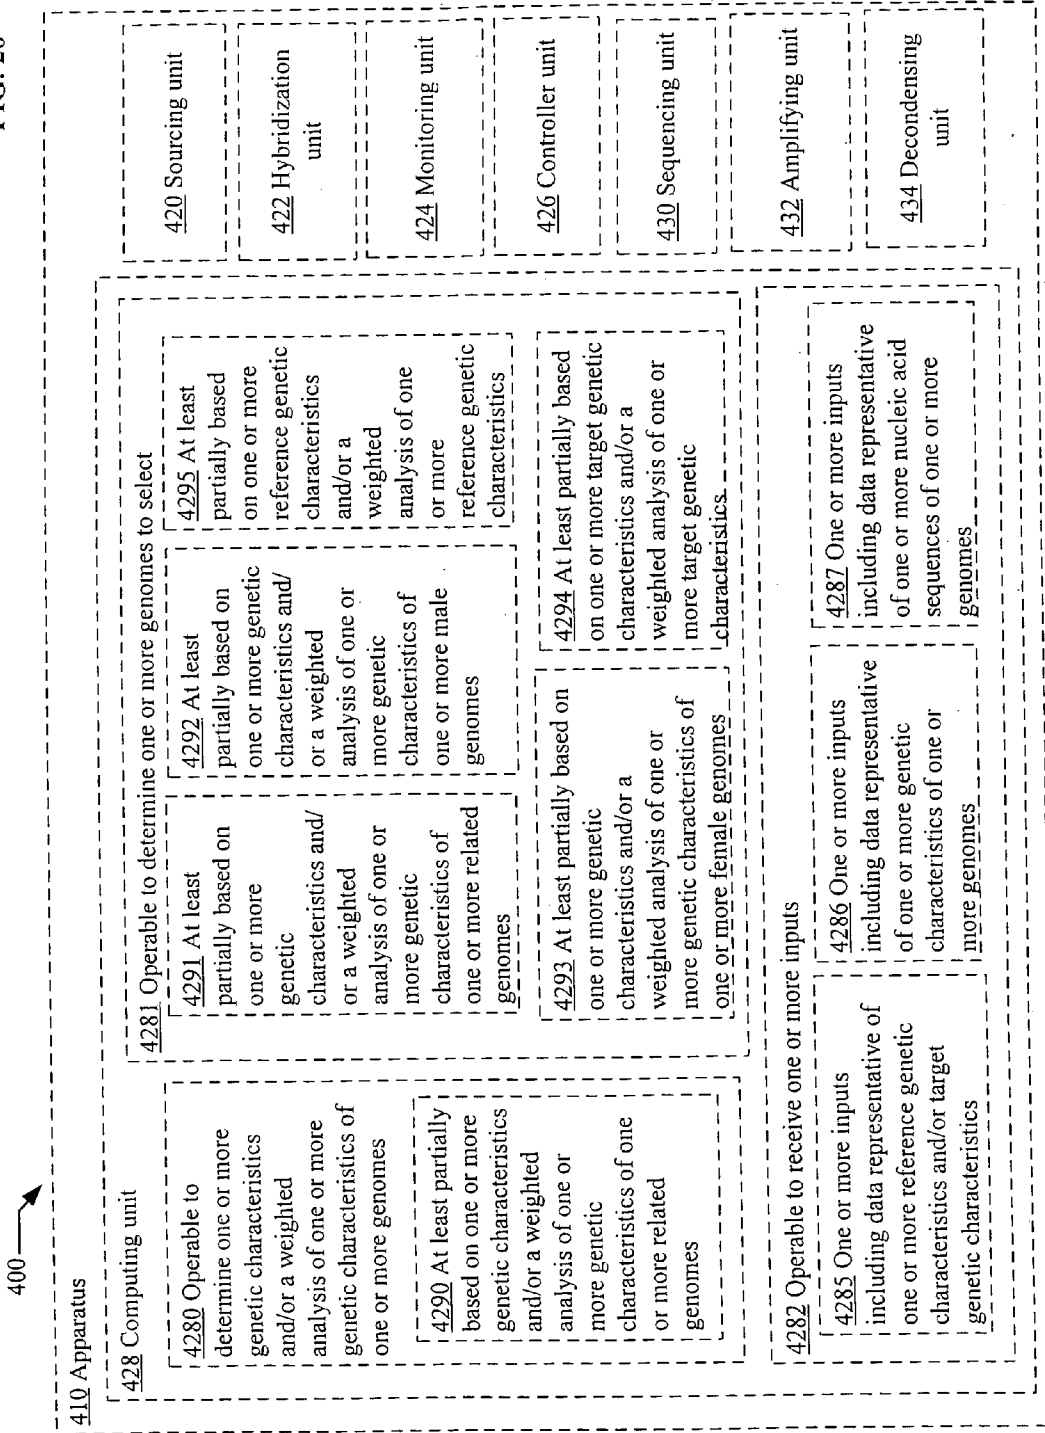 400
410 Apparatus
428 Computing unit
4280 Operable to
determine one or more
genetic characteristics
and/or a weighted
analysis of one or more
genetic characteristics of
one or more genomes
4290 At least partially
based on one or more
genetic characteristics
and/or a weighted
analysis of one or
more genetic
characteristics of one
or more related
genomes
4281 Operable to determine one or more genomes to select
4291 At least
partially based on
one or more
genetic
characteristics and/
or a weighted
analysis of one or
more genetic
characteristics of
one or more related
genomes
4292 At least
partially based on
one or more genetic
characteristics and/
or a weighted
analysis of one or
more genetic
characteristics of
one or more male
genomes
4295 At least
partially based
on one or more
reference genetic
characteristics
and/or a
weighted
analysis of one
or more
reference genetic
characteristics
4293 At least partially based on
one or more genetic
characteristics and/or a
weighted analysis of one or
more genetic characteristics of
one or more female genomes
4294 At least partially based
on one or more target genetic
characteristics and/or a
weighted analysis of one or
more target genetic
characteristics
4282 Operable to receive one or more inputs
4285 One or more inputs
including data representative of
one or more reference genetic
characteristics and/or target
genetic characteristics
4286 One or more inputs
including data representative
of one or more genetic
characteristics of one or
more genomes
4287 One or more inputs
including data representative
of one or more nucleic acid
sequences of one or more
genomes
420 Sourcing unit
422 Hybridization
unit
424 Monitoring unit
426 Controller unit
430 Sequencing unit
432 Amplifying unit
434 Decondensing
unit